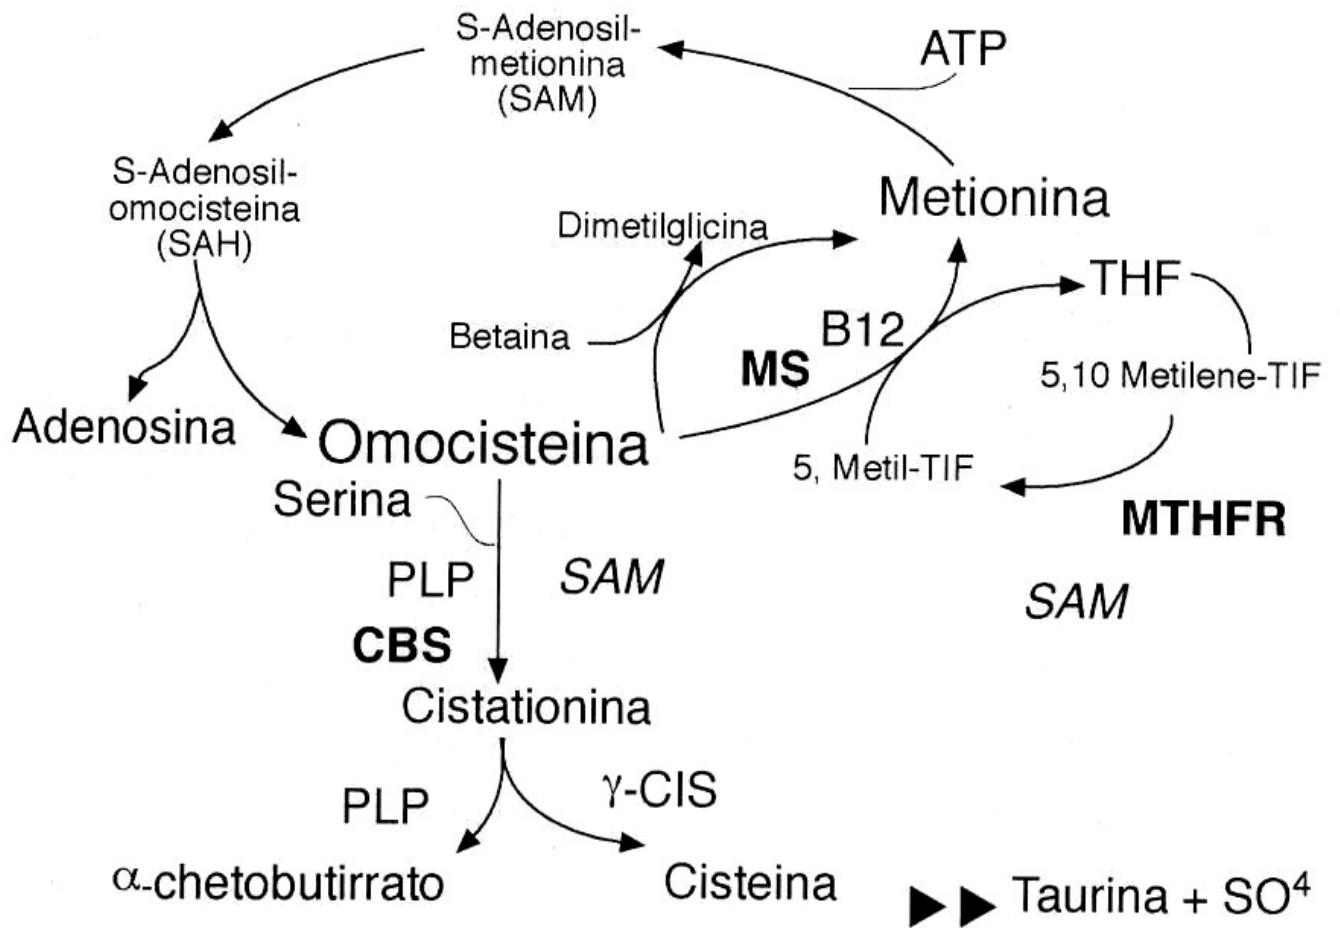 S-Adenosil-
metionina
(SAM)
ATP
S-Adenosil-
omocisteina
(SAH)
Metionina
Dimetilglicina
THF
Betaina
B12
MS
5,10 Metilene-TIF
Adenosina
Omocisteina
5, Metil-TIF
Serina
MTHFR
PLP
SAM
SAM
CBS
Cistationina
PLP
γ-CIS
α-chetobutirrato
Cisteina
Taurina + SO⁴